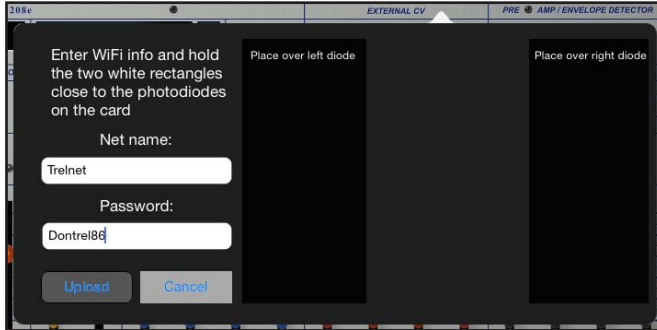 208e
EXTERNAL CV
PRE AMP / ENVELOPE DETECTOR
Enter WiFi info and hold
the two white rectangles
close to the photodiodes
on the card
Net name:
Trelnet
Password:
Dontrel86
Upload
Cancel
Place over left diode
Place over right diode